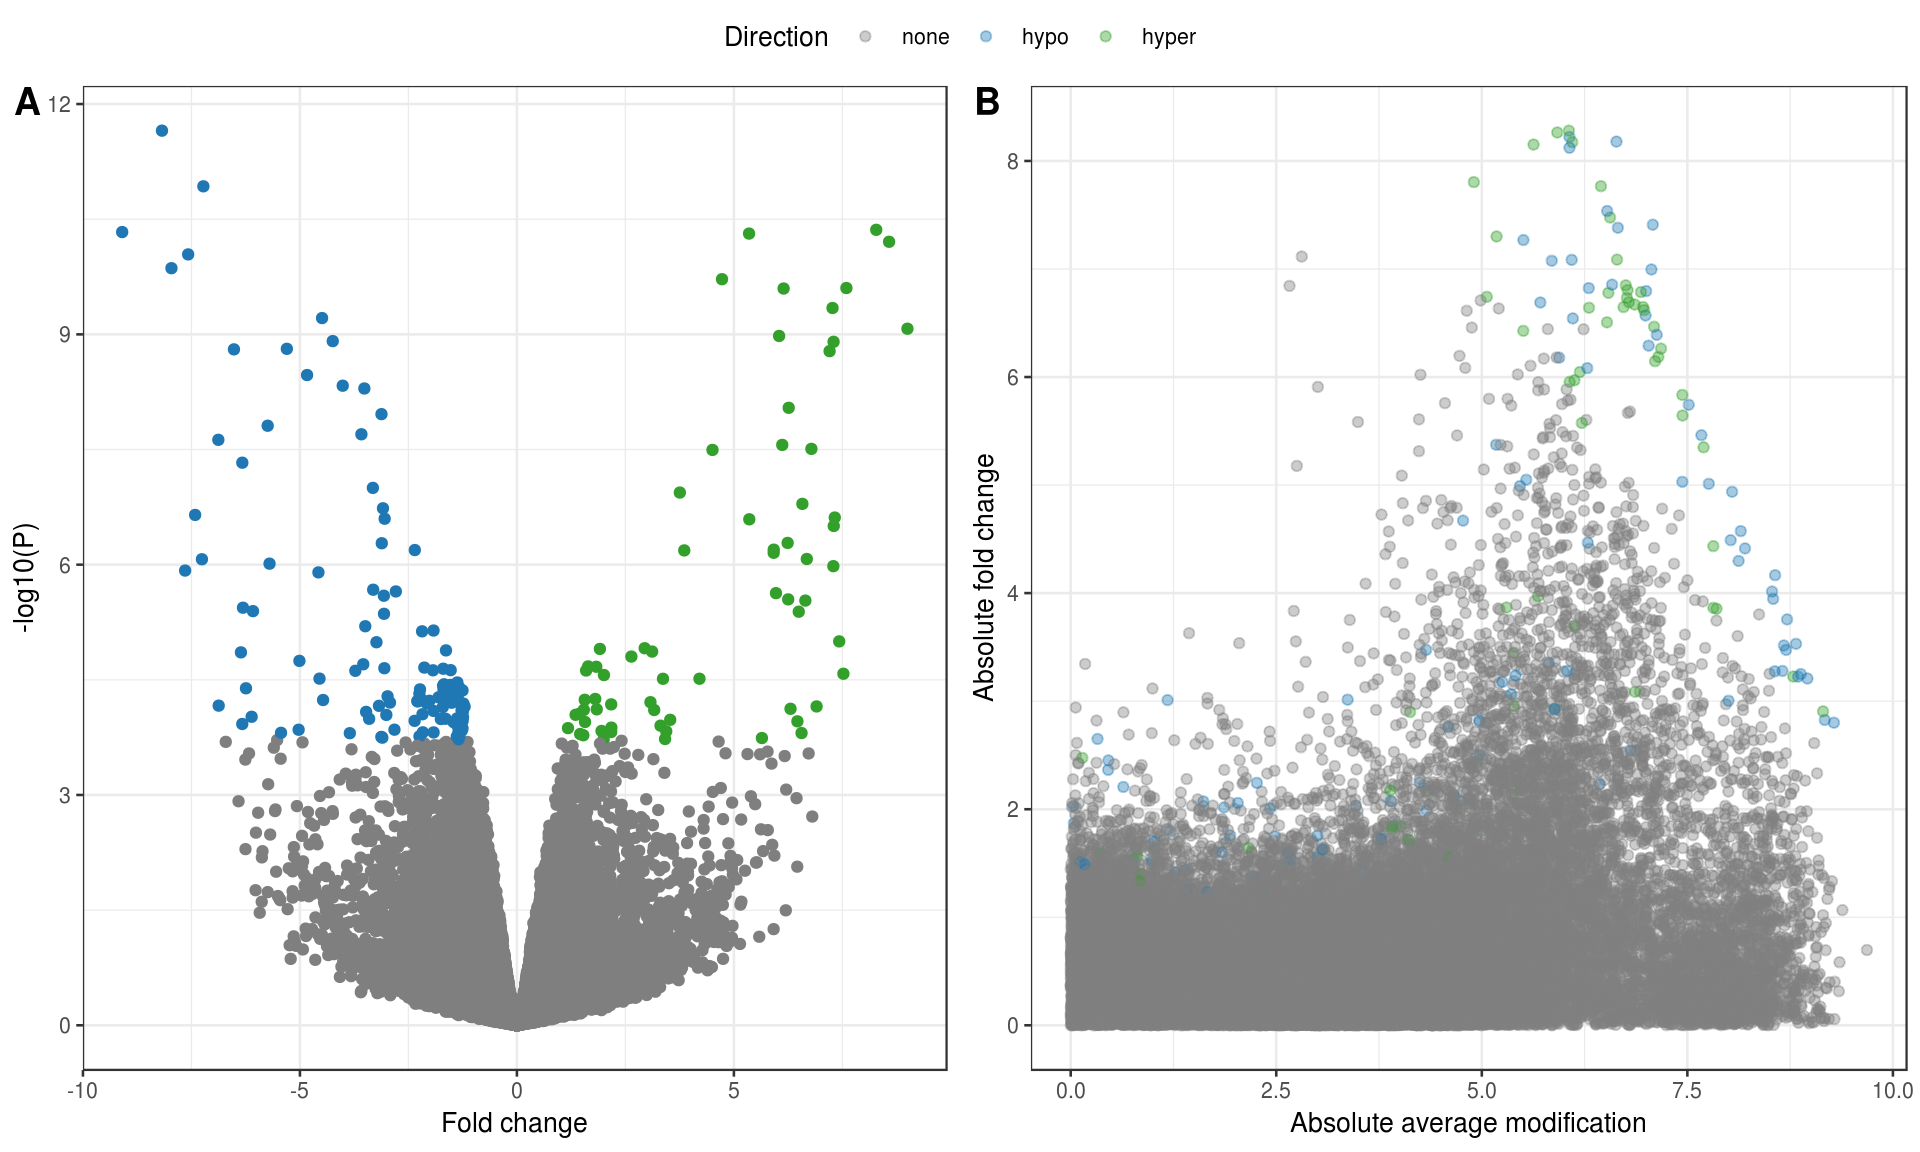 Direction none hypo hyper
A
12
9
6
3
0
-log10(P)
-10 -5 0 5
Fold change
B
8
6
4
2
0
Absolute fold change
0.0 2.5 5.0 7.5 10.0
Absolute average modification